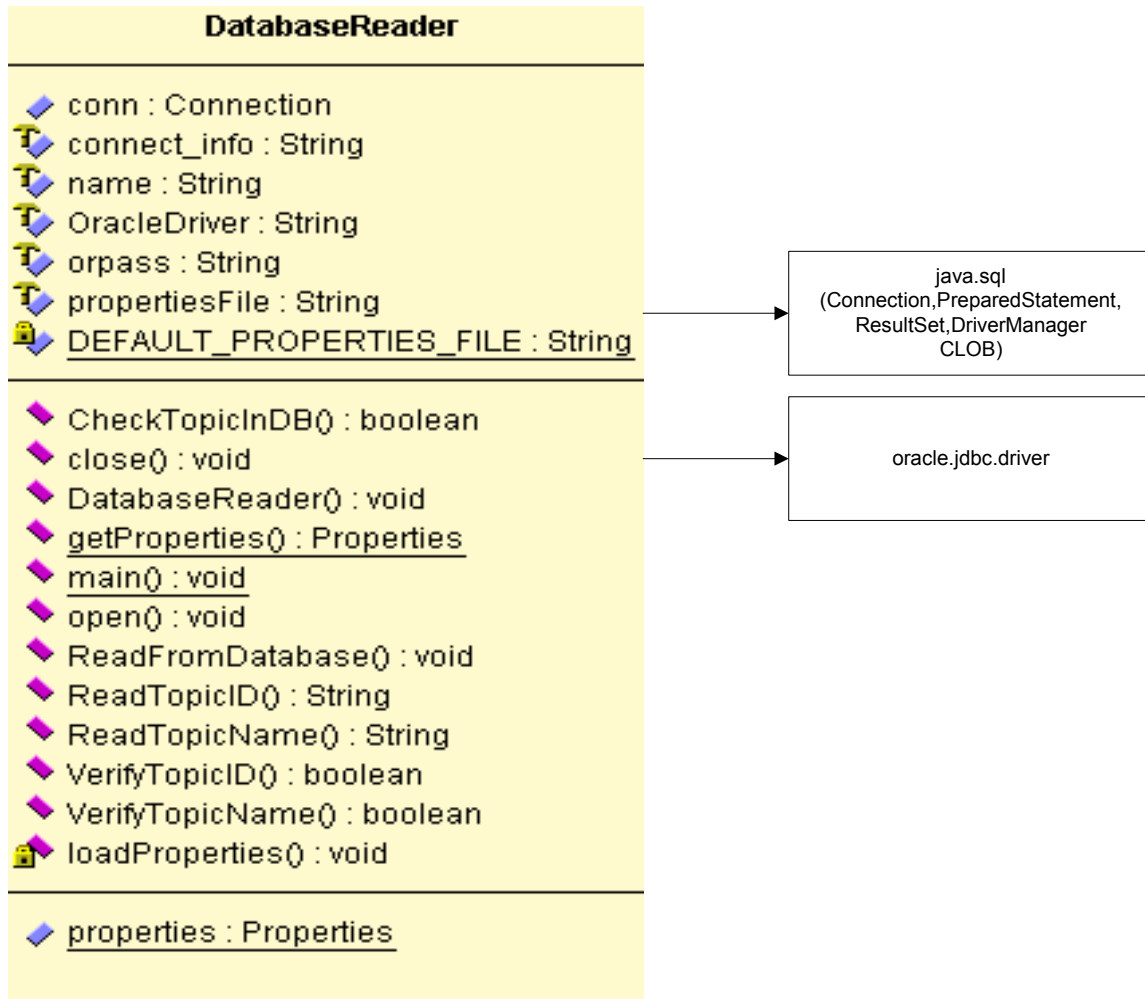 DatabaseReader
conn : Connection
connect_info : String
name : String
OracleDriver : String
orpass : String
propertiesFile : String
DEFAULT_PROPERTIES_FILE : String
CheckTopicInDB() : boolean
close() : void
DatabaseReader() : void
getProperties() : Properties
main() : void
open() : void
ReadFromDatabase() : void
ReadTopicID() : String
ReadTopicName() : String
VerifyTopicID() : boolean
VerifyTopicName() : boolean
loadProperties() : void
properties : Properties
java.sql
(Connection,PreparedStatement,
ResultSet,DriverManager
CLOB)
oracle.jdbc.driver